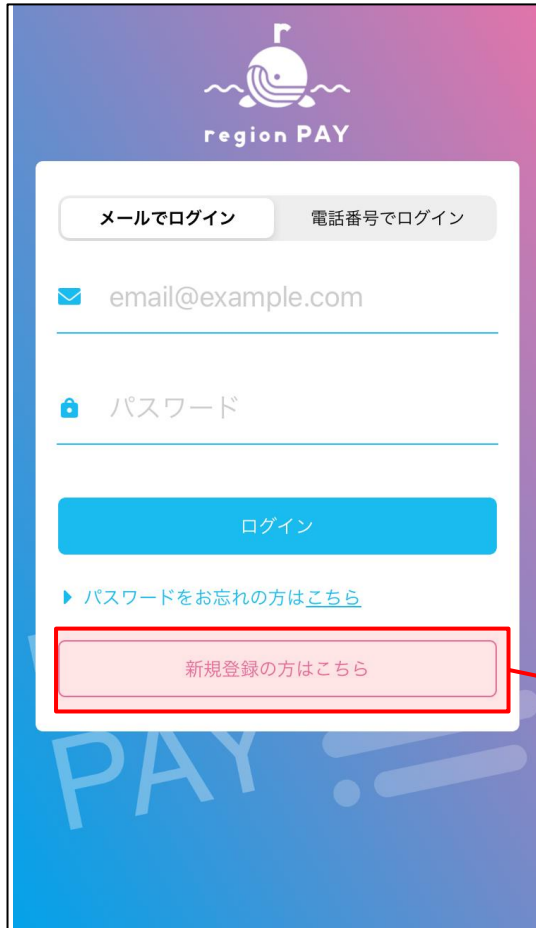 r
region PAY
メールでログイン
電話番号でログイン
email@example.com
パスワード
ログイン
パスワードをお忘れの方はこちら
新規登録の方はこちら
PAY